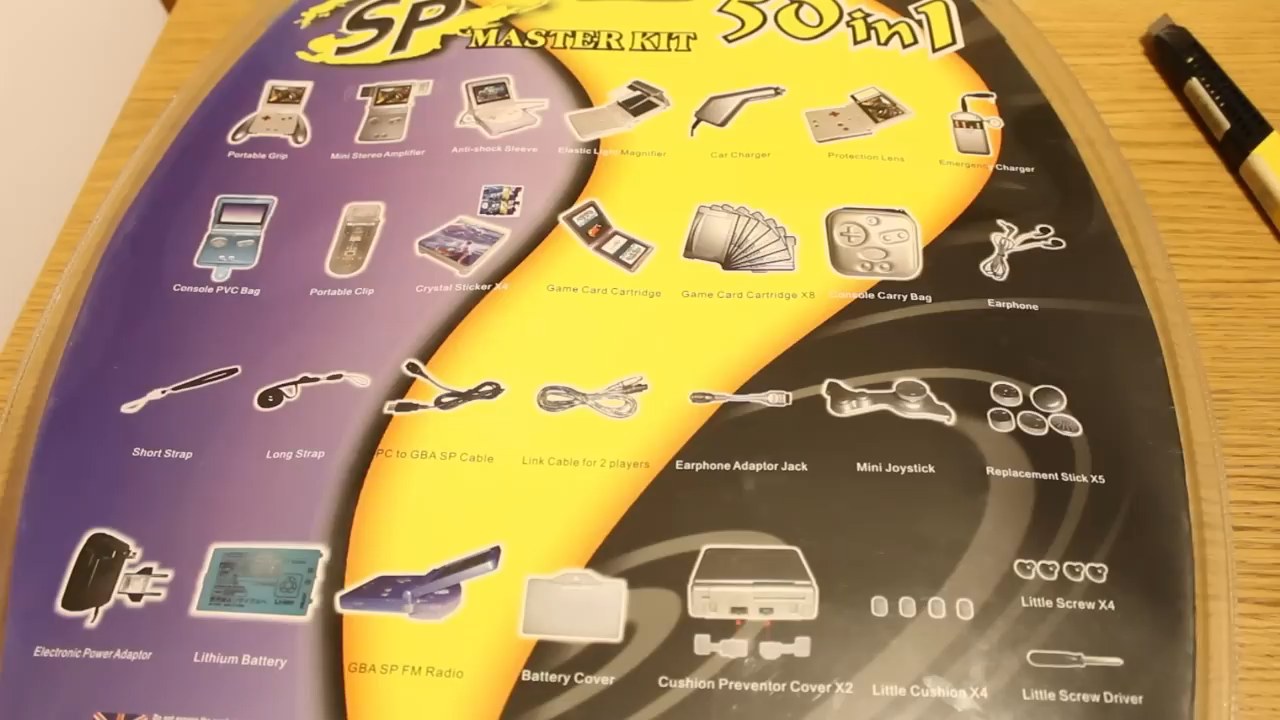 SP MASTER KIT 50 in 1
Portable Grip
Mini Stereo Amplifier
Anti-shock Sleeve
Elastic Light Magnifier
Car Charger
Protection Lens
Emergency Charger
Console PVC Bag
Portable Clip
Crystal Sticker X4
Game Card Cartridge
Game Card Cartridge X8
Console Carry Bag
Earphone
Short Strap
Long Strap
PC to GBA SP Cable
Link Cable for 2 players
Earphone Adaptor Jack
Mini Joystick
Replacement Stick X5
Electronic Power Adaptor
Lithium Battery
GBA SP FM Radio
Battery Cover
Cushion Preventor Cover X2
Little Cushion X4
Little Screw X4
Little Screw Driver